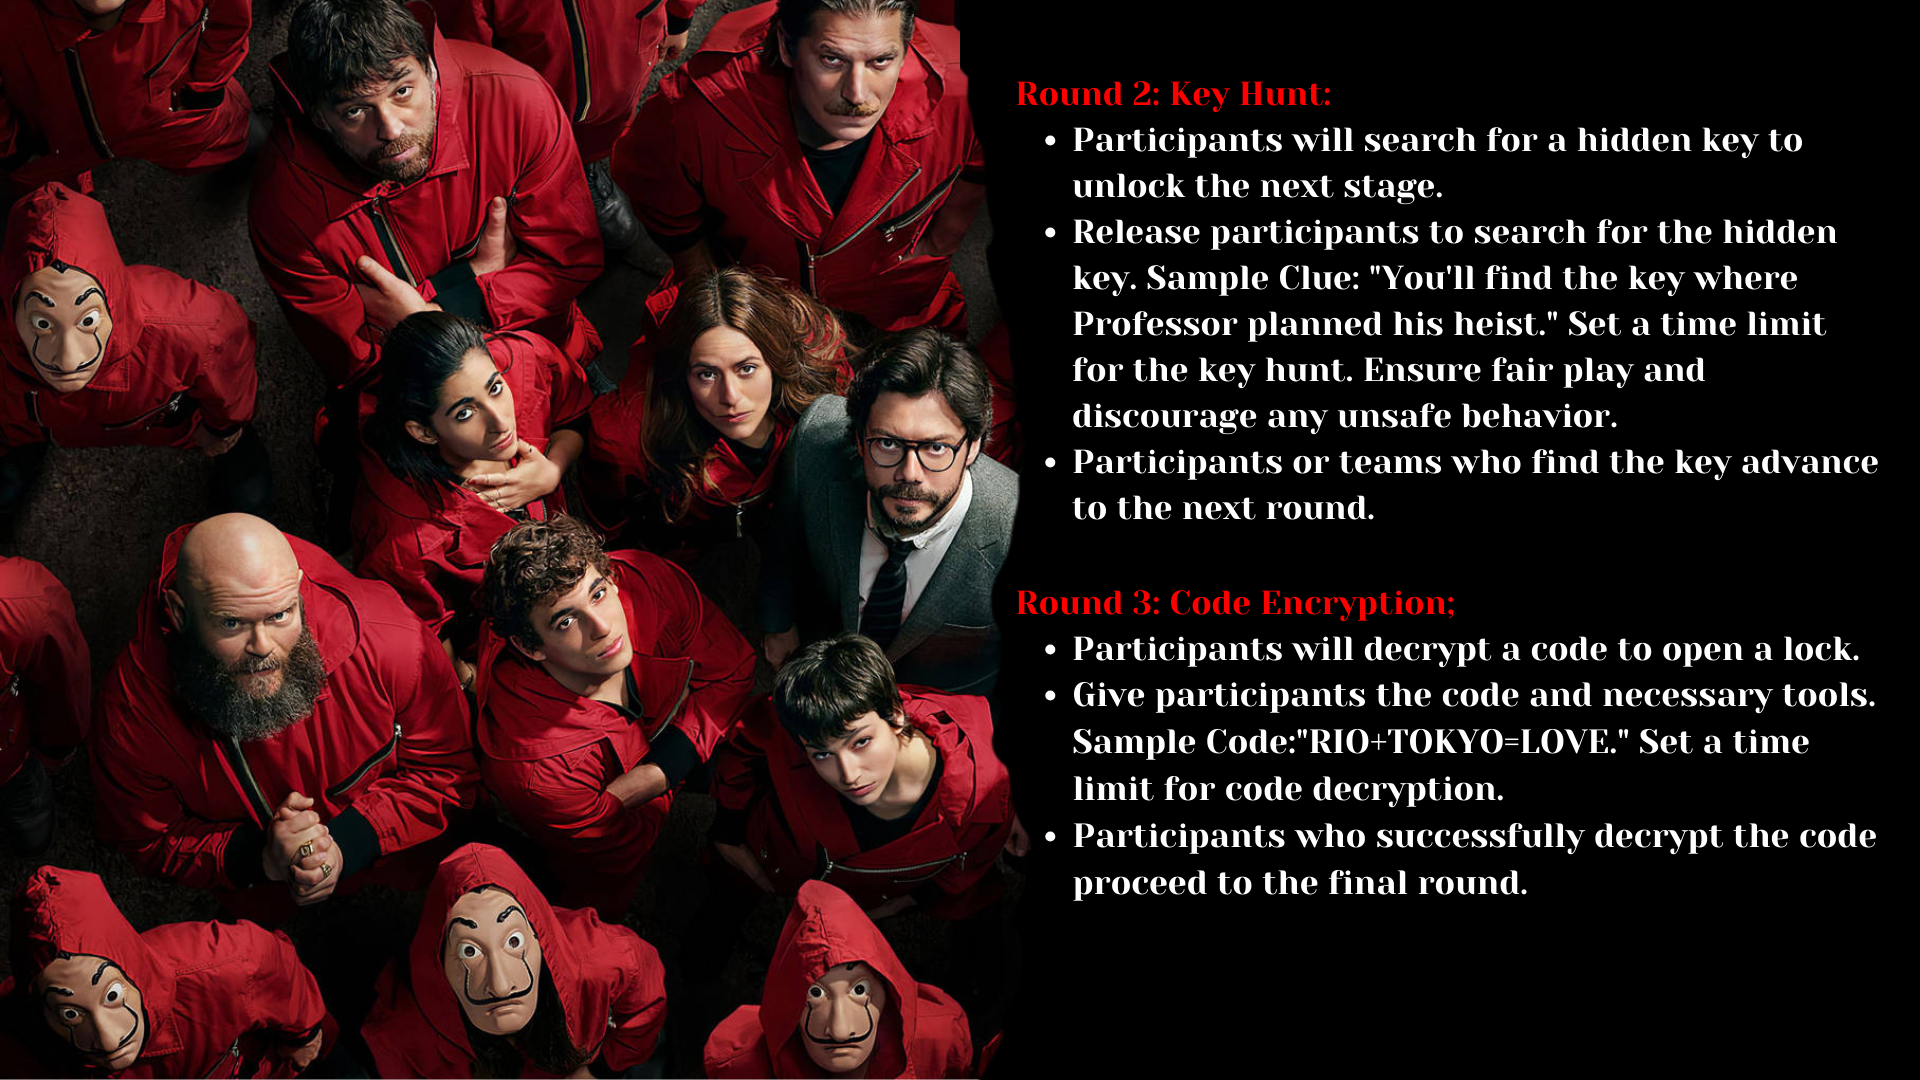 Round 2: Key Hunt:
• Participants will search for a hidden key to
unlock the next stage.
• Release participants to search for the hidden
key. Sample Clue: "You'll find the key where
Professor planned his heist." Set a time limit
for the key hunt. Ensure fair play and
discourage any unsafe behavior.
• Participants or teams who find the key advance
to the next round.
Round 3: Code Encryption;
• Participants will decrypt a code to open a lock.
• Give participants the code and necessary tools.
Sample Code:"RIO+TOKYO=LOVE." Set a time
limit for code decryption.
• Participants who successfully decrypt the code
proceed to the final round.